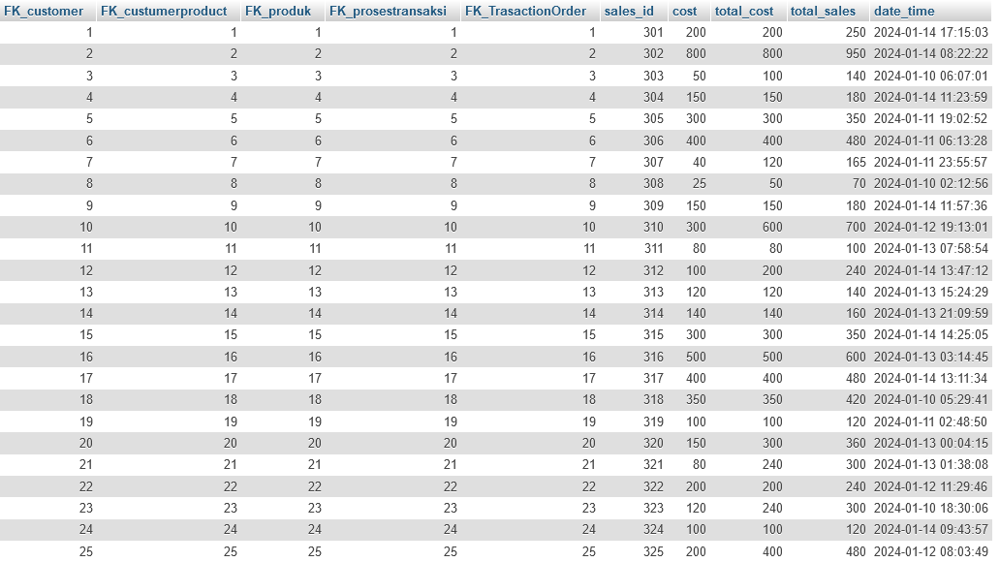 FK_customer FK_custumerproduct FK_produk FK_prosestransaksi FK_TrasactionOrder sales_id cost total_cost total_sales date_time
1 1 1 1 1 301 200 200 250 2024-01-14 17:15:03
2 2 2 2 2 302 800 800 950 2024-01-14 08:22:22
3 3 3 3 3 303 50 100 140 2024-01-10 06:07:01
4 4 4 4 4 304 150 150 180 2024-01-14 11:23:59
5 5 5 5 5 305 300 300 350 2024-01-11 19:02:52
6 6 6 6 6 306 400 400 480 2024-01-11 06:13:28
7 7 7 7 7 307 40 120 165 2024-01-11 23:55:57
8 8 8 8 8 308 25 50 70 2024-01-10 02:12:56
9 9 9 9 9 309 150 150 180 2024-01-14 11:57:36
10 10 10 10 10 310 300 600 700 2024-01-12 19:13:01
11 11 11 11 11 311 80 80 100 2024-01-13 07:58:54
12 12 12 12 12 312 100 200 240 2024-01-14 13:47:12
13 13 13 13 13 313 120 120 140 2024-01-13 15:24:29
14 14 14 14 14 314 140 140 160 2024-01-13 21:09:59
15 15 15 15 15 315 300 300 350 2024-01-14 14:25:05
16 16 16 16 16 316 500 500 600 2024-01-13 03:14:45
17 17 17 17 17 317 400 400 480 2024-01-14 13:11:34
18 18 18 18 18 318 350 350 420 2024-01-10 05:29:41
19 19 19 19 19 319 100 100 120 2024-01-11 02:48:50
20 20 20 20 20 320 150 300 360 2024-01-13 00:04:15
21 21 21 21 21 321 80 240 300 2024-01-13 01:38:08
22 22 22 22 22 322 200 200 240 2024-01-12 11:29:46
23 23 23 23 23 323 120 240 300 2024-01-10 18:30:06
24 24 24 24 24 324 100 100 120 2024-01-14 09:43:57
25 25 25 25 25 325 200 400 480 2024-01-12 08:03:49